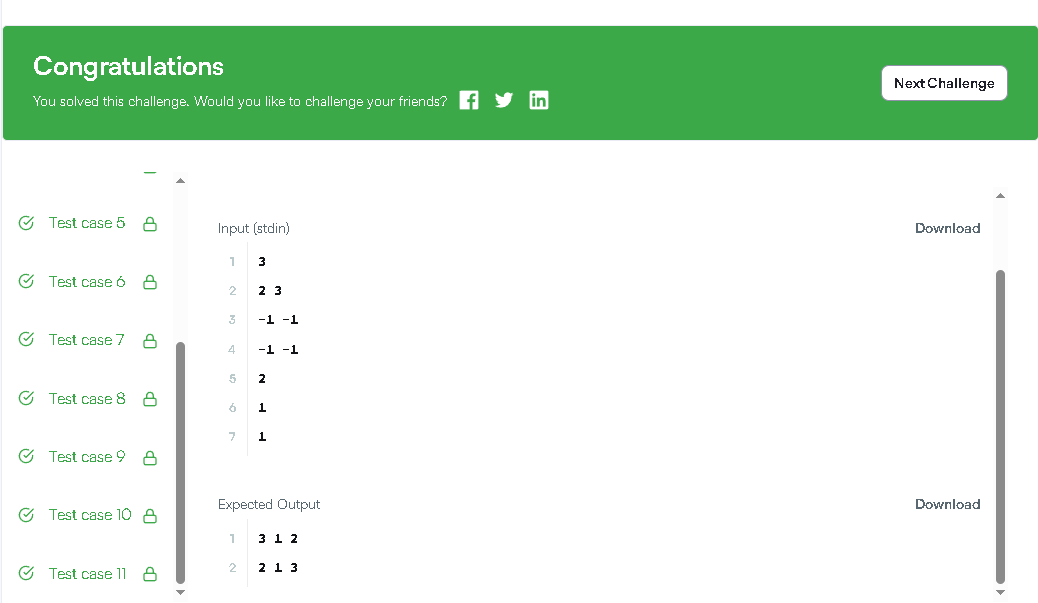 Congratulations
You solved this challenge. Would you like to challenge your friends?
Next Challenge
Test case 5
Test case 6
Test case 7
Test case 8
Test case 9
Test case 10
Test case 11
Input (stdin)
Download
1 3
2 2 3
3 -1 -1
4 -1 -1
5 2
6 1
7 1
Expected Output
Download
1 3 1 2
2 2 1 3